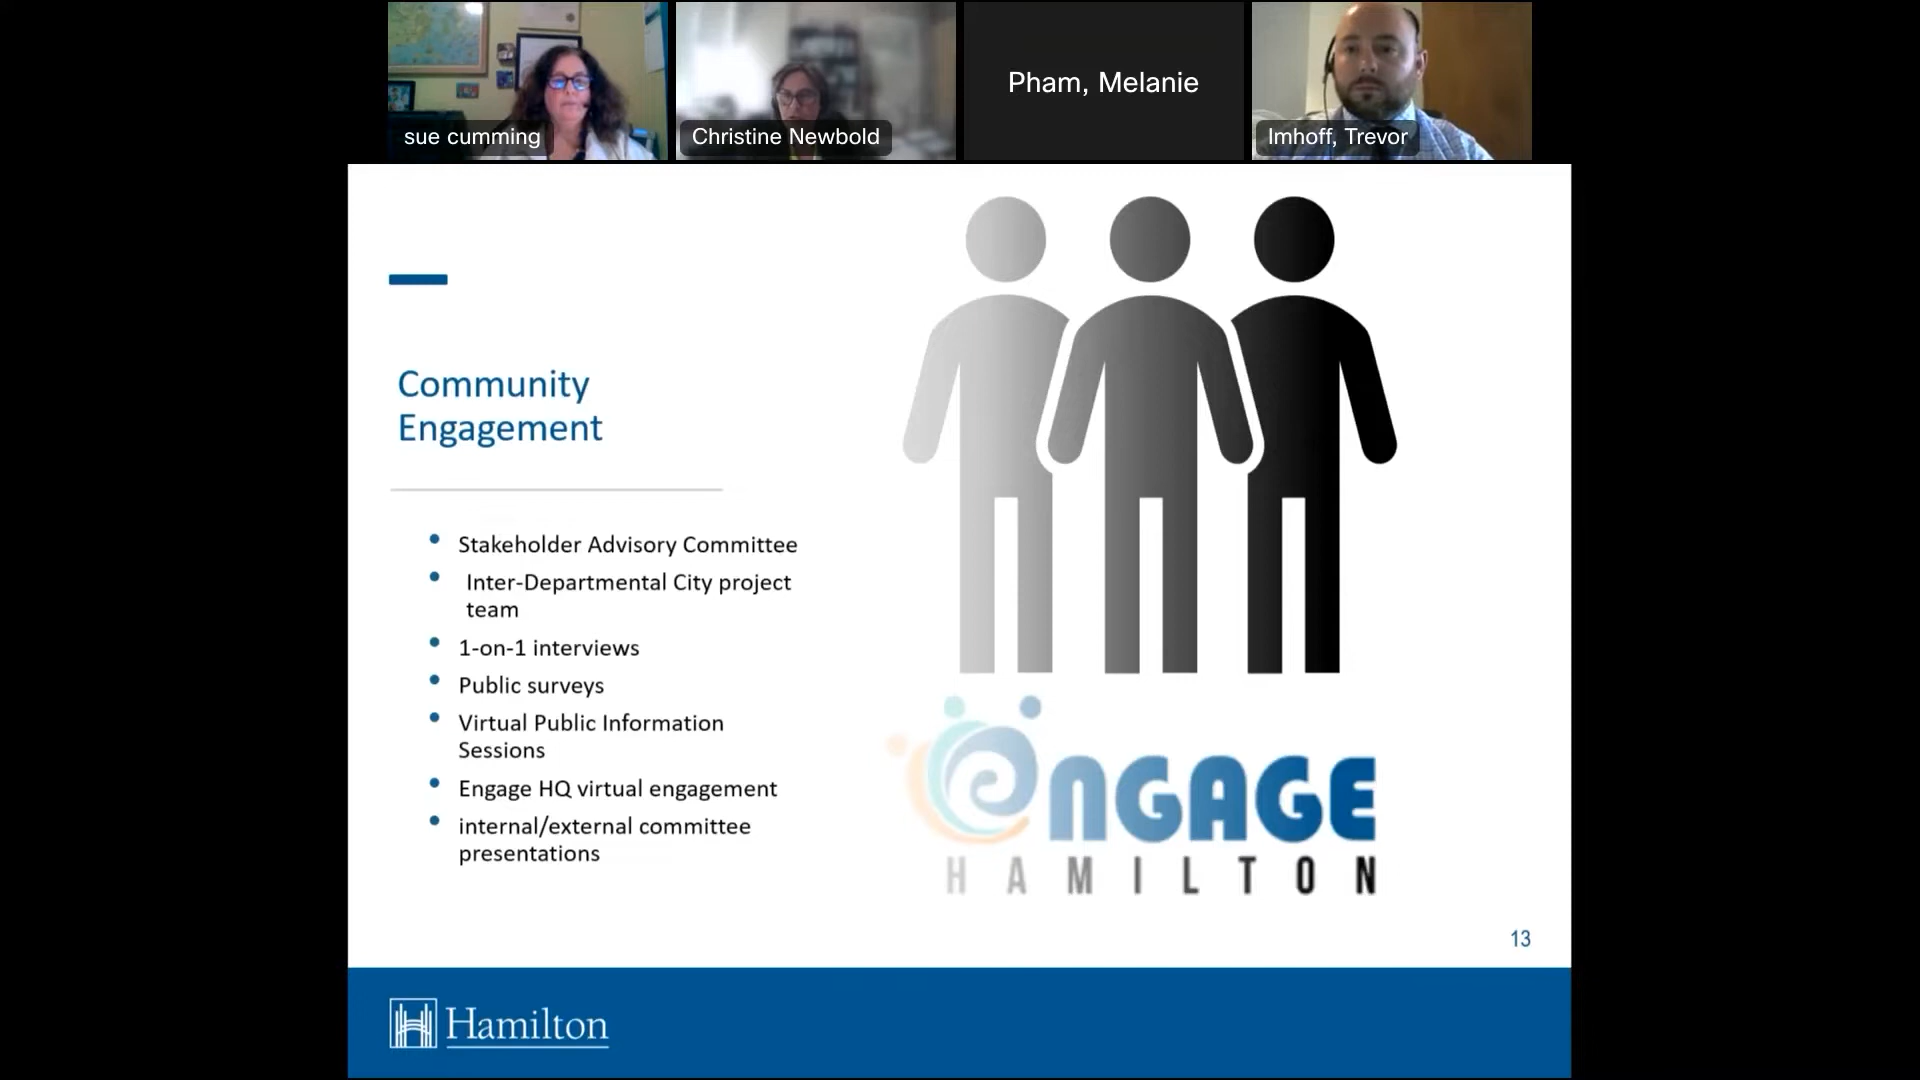 sue cumming
Christine Newbold
Pham, Melanie
Imhoff, Trevor
Community
Engagement
Stakeholder Advisory Committee
Inter-Departmental City project
team
1-on-1 interviews
Public surveys
Virtual Public Information
Sessions
Engage HQ virtual engagement
internal/external committee
presentations
eNGAGE
HAMILTON
13
Hamilton